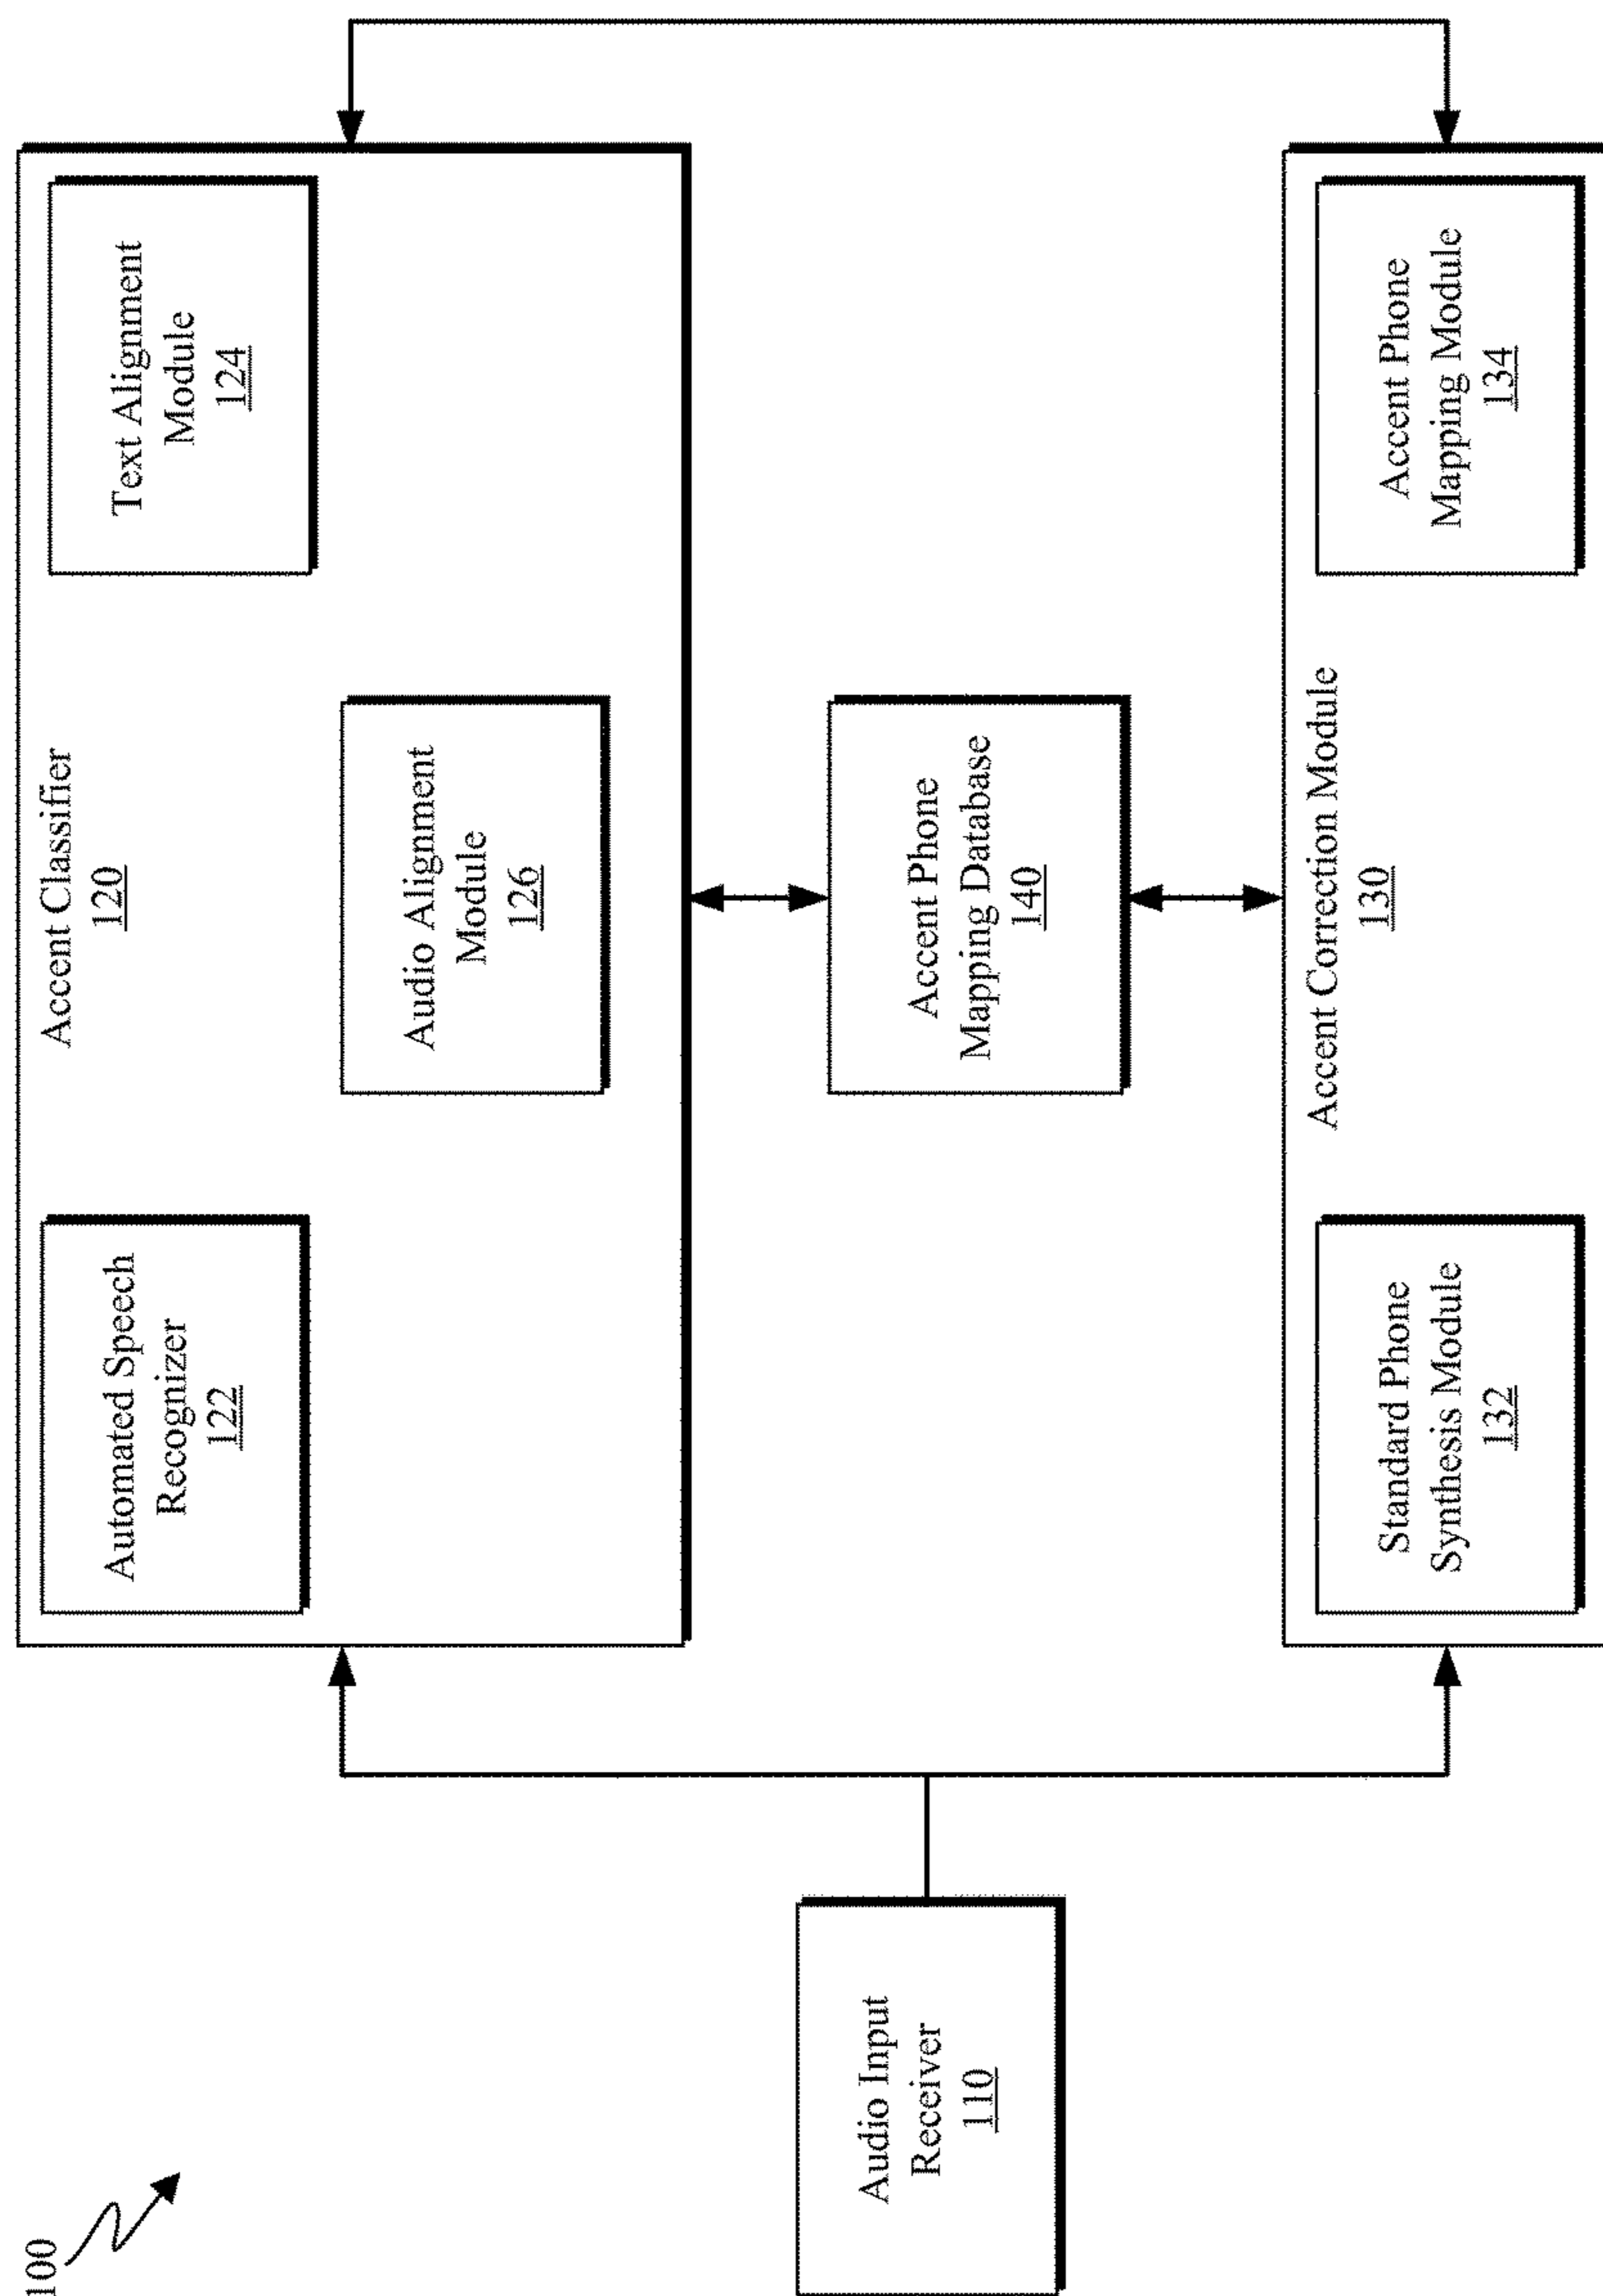 100
Audio Input
Receiver
110
Accent Classifier
120
Automated Speech
Recognizer
122
Text Alignment
Module
124
Audio Alignment
Module
126
Accent Phone
Mapping Database
140
Accent Correction Module
130
Standard Phone
Synthesis Module
132
Accent Phone
Mapping Module
134